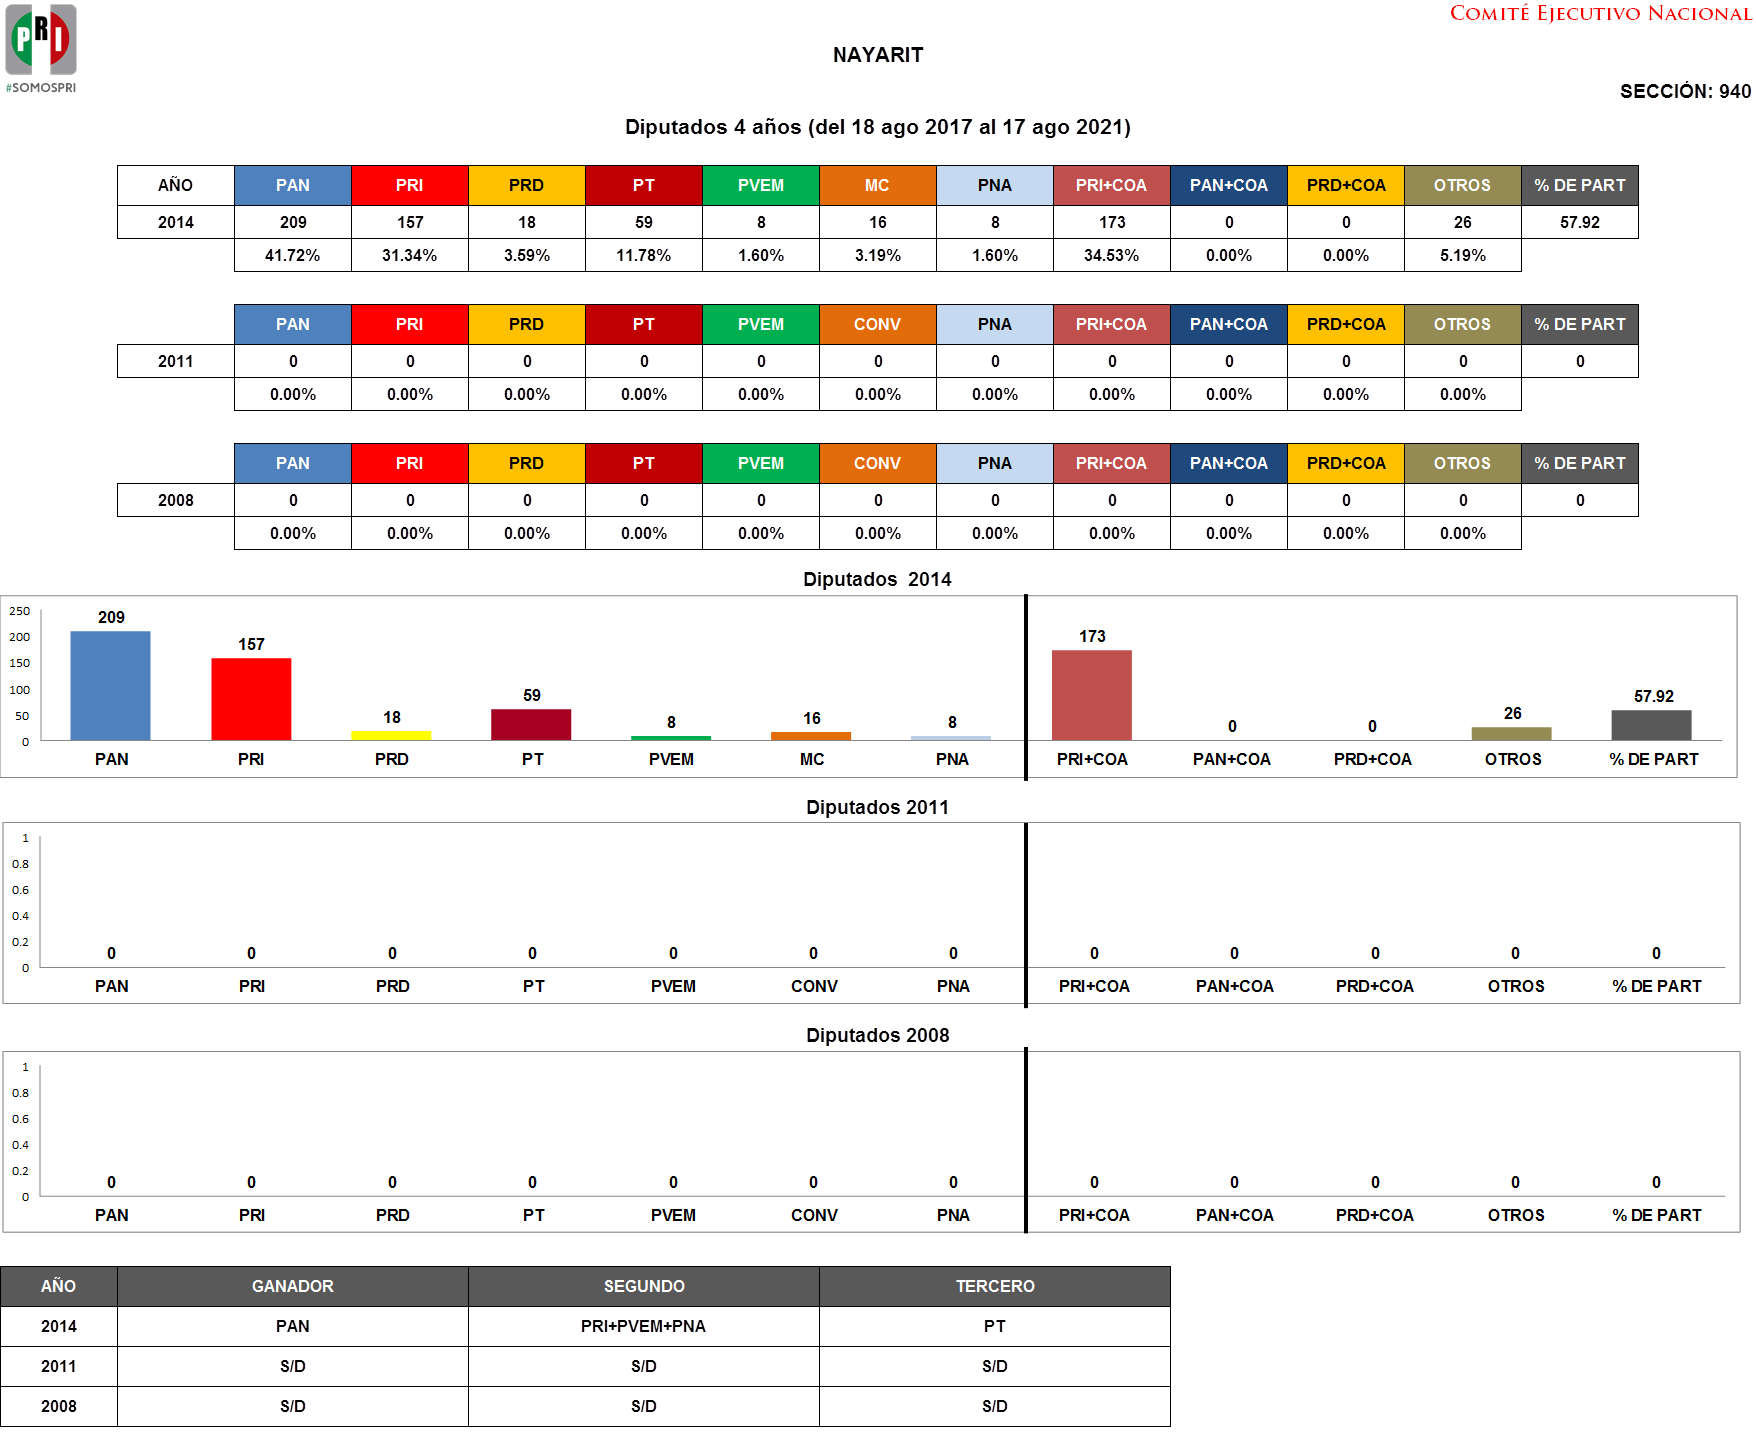 PRI
#SOMOSPRI
COMITÉ EJECUTIVO NACIONAL
NAYARIT
SECCIÓN: 940
Diputados 4 años (del 18 ago 2017 al 17 ago 2021)
AÑO PAN PRI PRD PT PVEM MC PNA PRI+COA PAN+COA PRD+COA OTROS % DE PART
2014 209 157 18 59 8 16 8 173 0 0 26 57.92
41.72% 31.34% 3.59% 11.78% 1.60% 3.19% 1.60% 34.53% 0.00% 0.00% 5.19%
PAN PRI PRD PT PVEM CONV PNA PRI+COA PAN+COA PRD+COA OTROS % DE PART
2011 0 0 0 0 0 0 0 0 0 0 0 0
0.00% 0.00% 0.00% 0.00% 0.00% 0.00% 0.00% 0.00% 0.00% 0.00% 0.00%
PAN PRI PRD PT PVEM CONV PNA PRI+COA PAN+COA PRD+COA OTROS % DE PART
2008 0 0 0 0 0 0 0 0 0 0 0 0
0.00% 0.00% 0.00% 0.00% 0.00% 0.00% 0.00% 0.00% 0.00% 0.00% 0.00%
Diputados 2014
250
200
150
100
50
0
209 157 18 59 8 16 8 173 0 0 26 57.92
PAN PRI PRD PT PVEM MC PNA PRI+COA PAN+COA PRD+COA OTROS % DE PART
Diputados 2011
1
0.8
0.6
0.4
0.2
0
0 0 0 0 0 0 0 0 0 0 0 0
PAN PRI PRD PT PVEM CONV PNA PRI+COA PAN+COA PRD+COA OTROS % DE PART
Diputados 2008
1
0.8
0.6
0.4
0.2
0
0 0 0 0 0 0 0 0 0 0 0 0
PAN PRI PRD PT PVEM CONV PNA PRI+COA PAN+COA PRD+COA OTROS % DE PART
AÑO GANADOR SEGUNDO TERCERO
2014 PAN PRI+PVEM+PNA PT
2011 S/D S/D S/D
2008 S/D S/D S/D